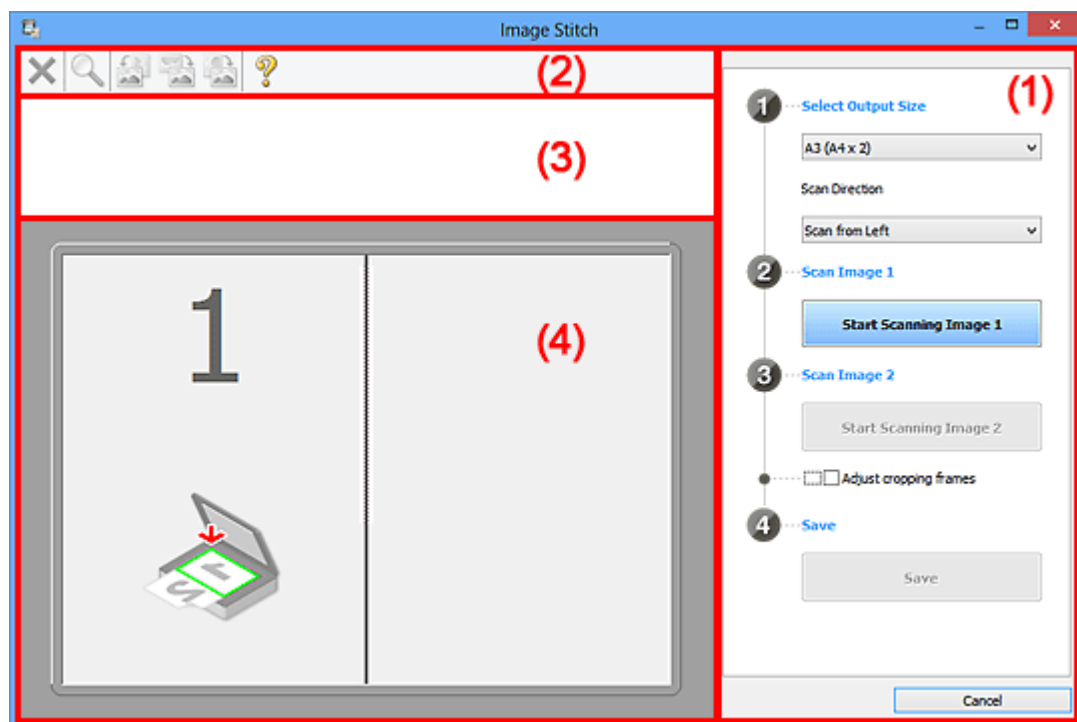 Image Stitch
(2)
(3)
1
(4)
(1)
1 Select Output Size
A3 (A4 x 2)
Scan Direction
Scan from Left
2 Scan Image 1
Start Scanning Image 1
3 Scan Image 2
Start Scanning Image 2
Adjust cropping frames
4 Save
Save
Cancel